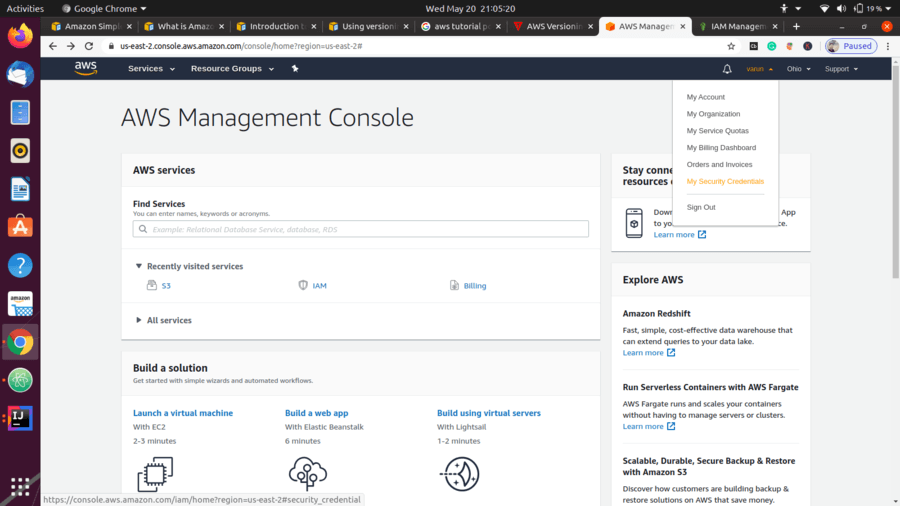 Activities
Google Chrome
Wed May 20 21:05:20
19 %
Amazon Simpl
What is Amaz
Introduction t
Using version
aws tutorial p
AWS Versionin
AWS Managem
IAM Managem
us-east-2.console.aws.amazon.com/console/home?region=us-east-2#
Paused
aws
Services
Resource Groups
varun
Ohio
Support
My Account
My Organization
My Service Quotas
My Billing Dashboard
Orders and Invoices
My Security Credentials
Sign Out
AWS Management Console
AWS services
Find Services
You can enter names, keywords or acronyms.
Example: Relational Database Service, database, RDS
Recently visited services
S3
IAM
Billing
All services
Build a solution
Get started with simple wizards and automated workflows.
Launch a virtual machine
With EC2
2-3 minutes
Build a web app
With Elastic Beanstalk
6 minutes
Build using virtual servers
With Lightsail
1-2 minutes
Stay conne
resources
App
to yo
ce.
Learn more
Explore AWS
Amazon Redshift
Fast, simple, cost-effective data warehouse that
can extend queries to your data lake.
Learn more
Run Serverless Containers with AWS Fargate
AWS Fargate runs and scales your containers
without having to manage servers or clusters.
Learn more
Scalable, Durable, Secure Backup & Restore
with Amazon S3
Discover how customers are building backup &
restore solutions on AWS that save money.
https://console.aws.amazon.com/iam/home?region=us-east-2#security_credential
amazon